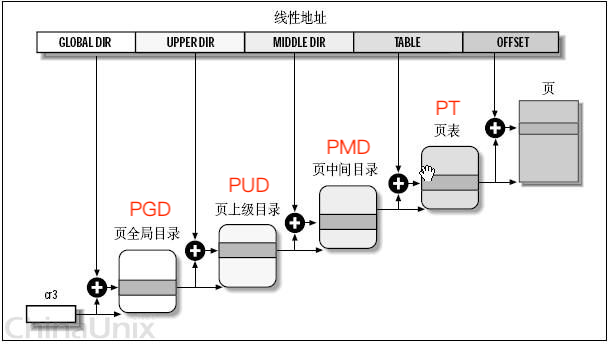 线性地址
GLOBAL DIR
UPPER DIR
MIDDLE DIR
TABLE
OFFSET
页
PT
页表
PMD
页中间目录
PUD
页上级目录
PGD
页全局目录
cr3
ChinaUnix